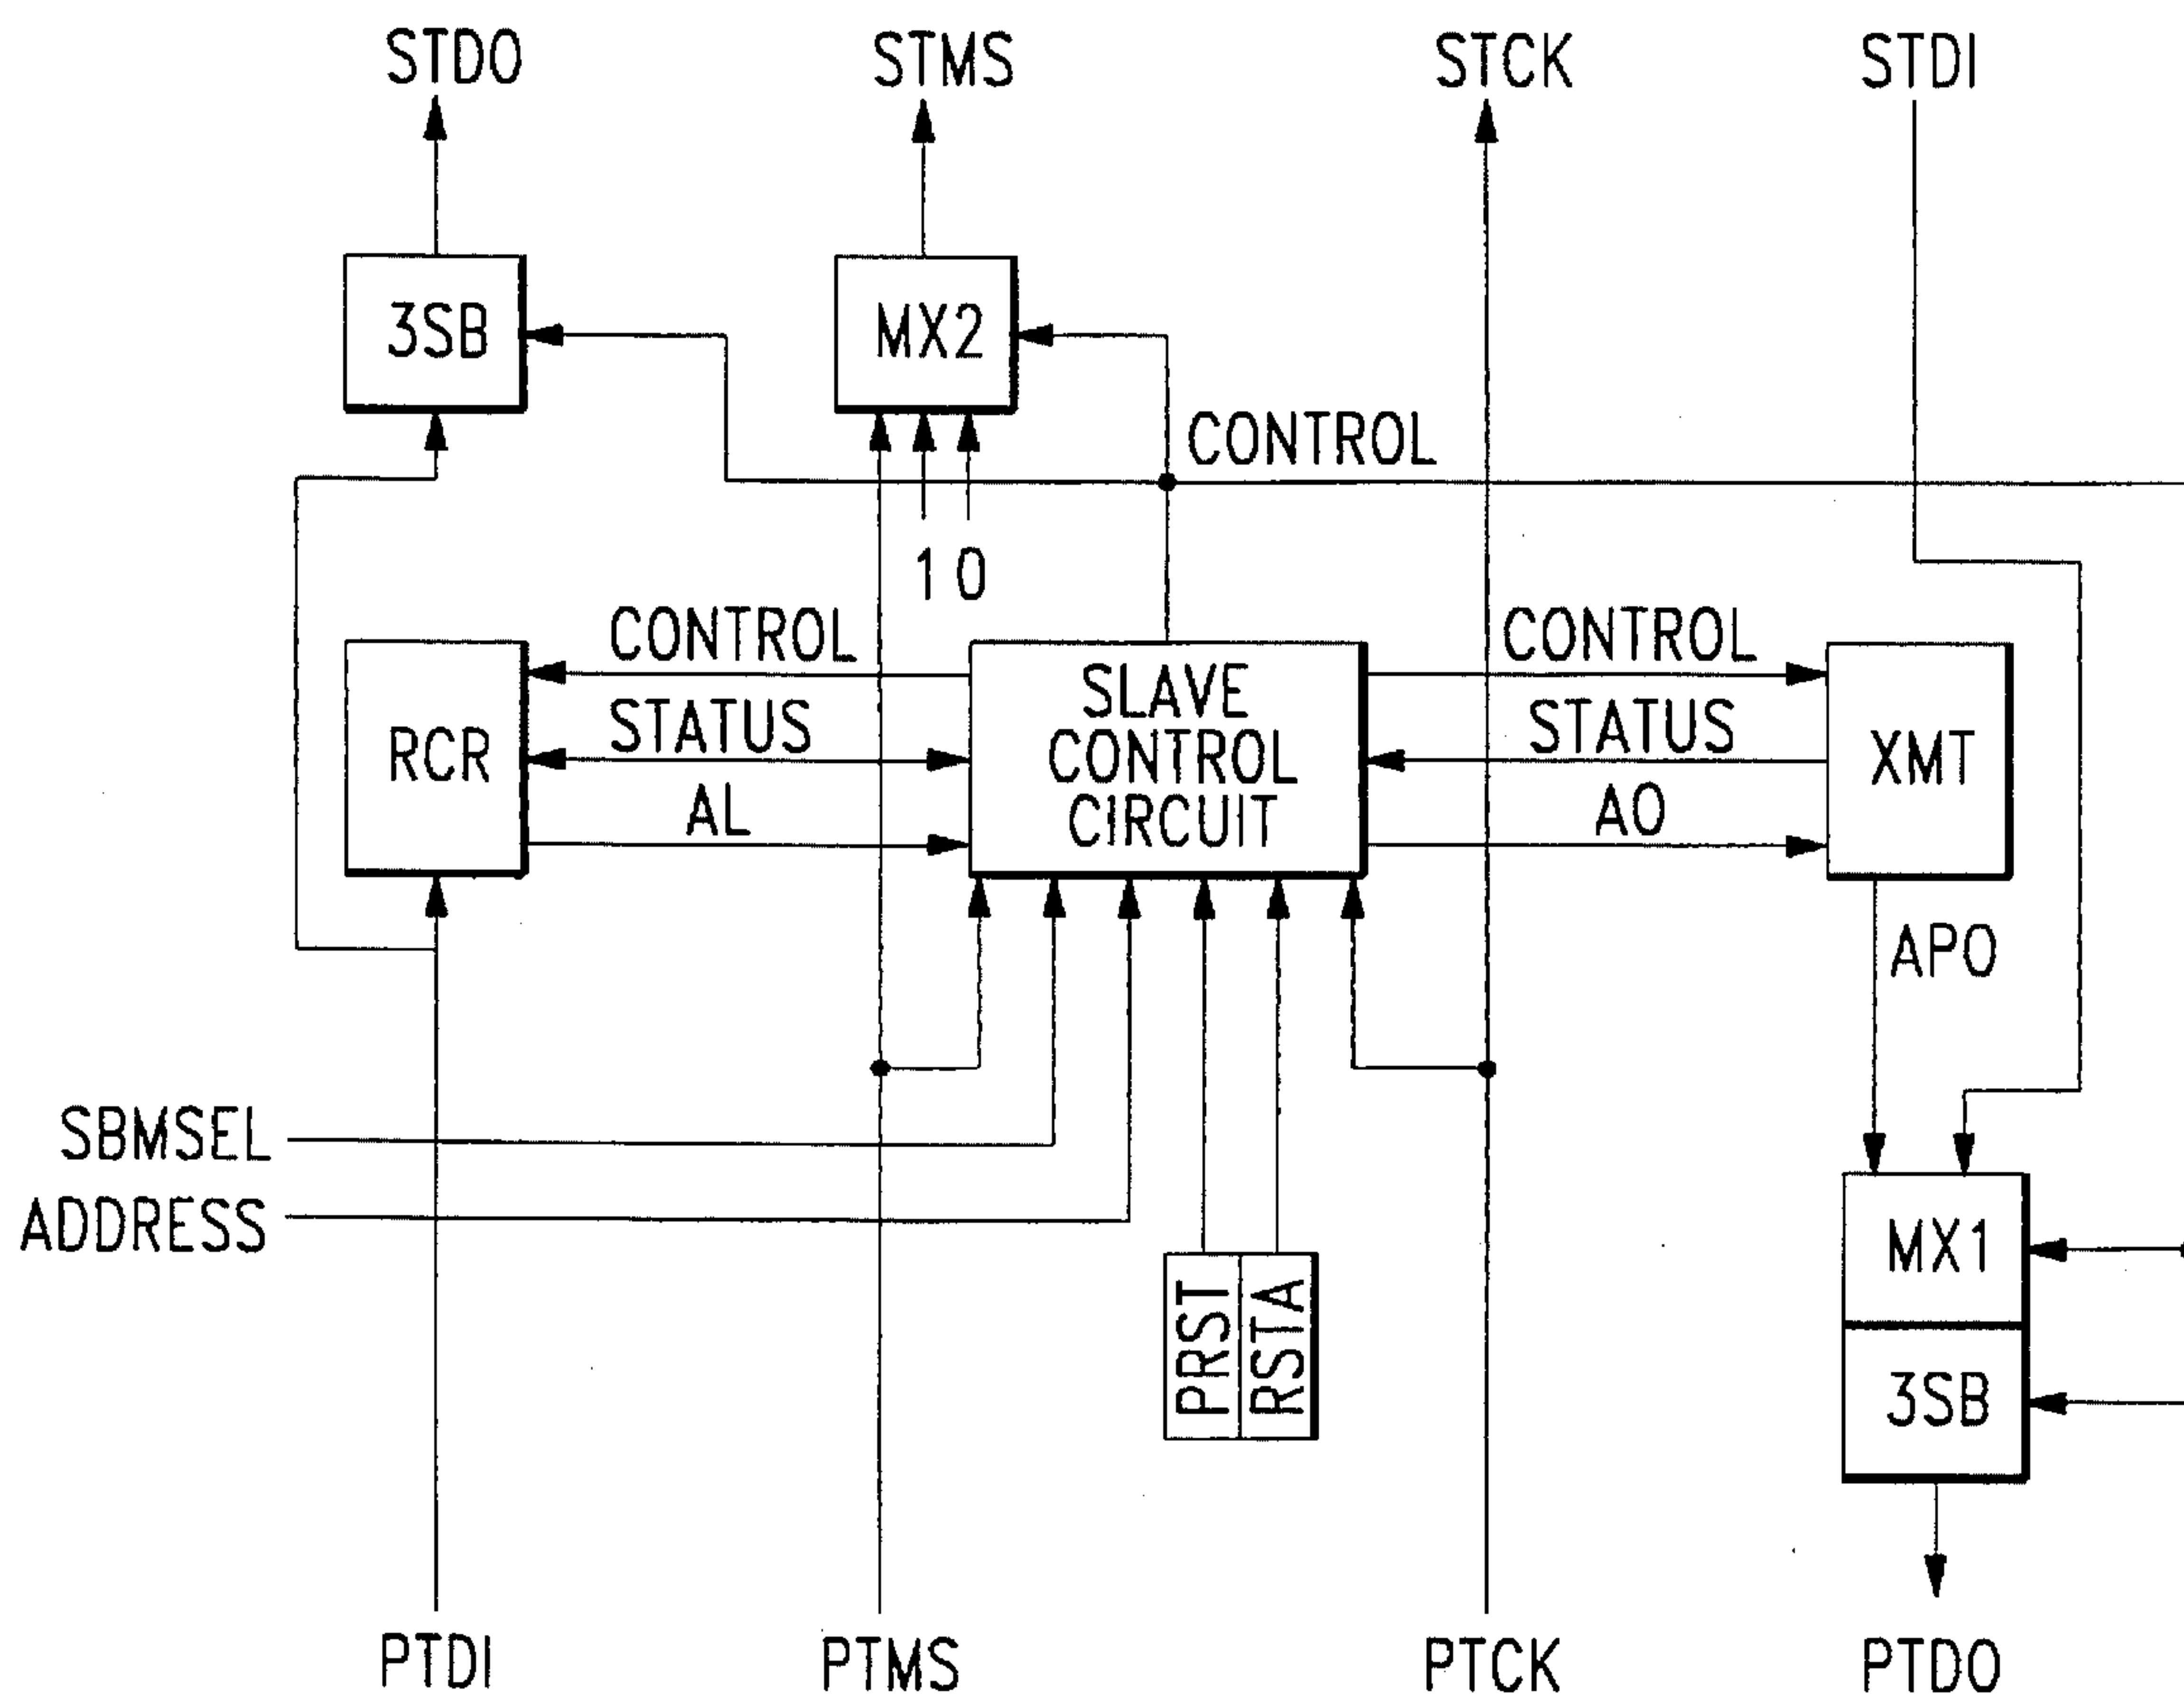 STDO STMS STCK STDI
3SB MX2
CONTROL
1 0
CONTROL CONTROL
RCR STATUS SLAVE CONTROL CIRCUIT STATUS XMT
AL AO
APO
SBMSEL
ADDRESS
PRST RSTA
MX1
3SB
PTDI PTMS PTCK PTDO